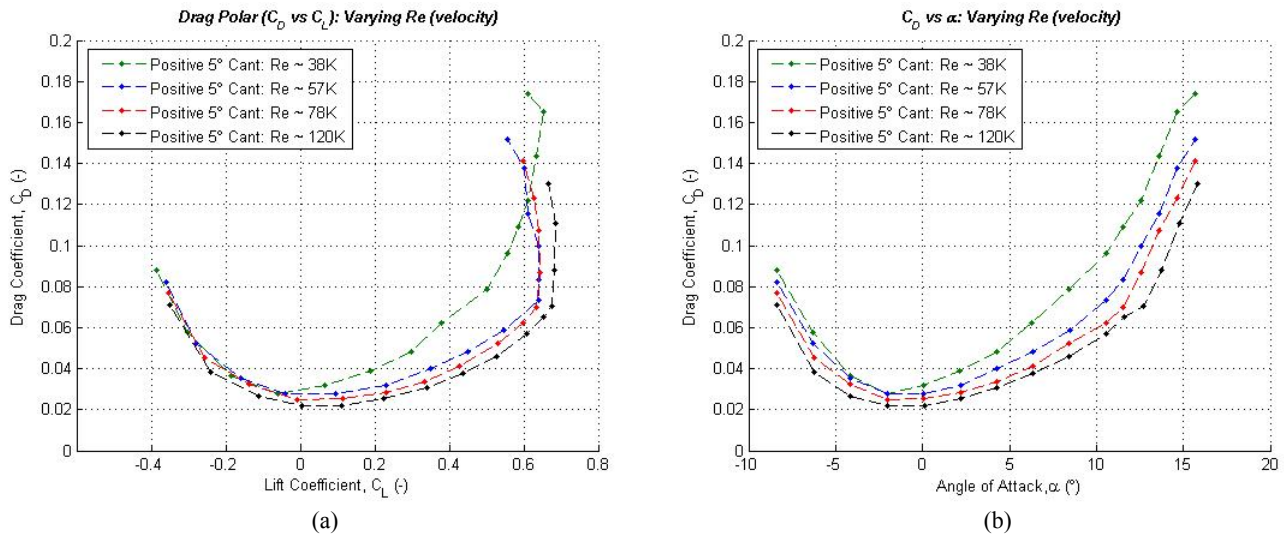 Drag Polar (C_D vs C_L): Varying Re (velocity)
0.2
0.18
0.16
0.14
0.12
0.1
0.08
0.06
0.04
0.02
0
Drag Coefficient, C_D (-)
Positive 5° Cant: Re ~ 38K
Positive 5° Cant: Re ~ 57K
Positive 5° Cant: Re ~ 78K
Positive 5° Cant: Re ~ 120K
-0.4 -0.2 0 0.2 0.4 0.6 0.8
Lift Coefficient, C_L (-)
(a)
C_D vs α: Varying Re (velocity)
0.2
0.18
0.16
0.14
0.12
0.1
0.08
0.06
0.04
0.02
0
Drag Coefficient, C_D (-)
Positive 5° Cant: Re ~ 38K
Positive 5° Cant: Re ~ 57K
Positive 5° Cant: Re ~ 78K
Positive 5° Cant: Re ~ 120K
-10 -5 0 5 10 15 20
Angle of Attack,α (°)
(b)